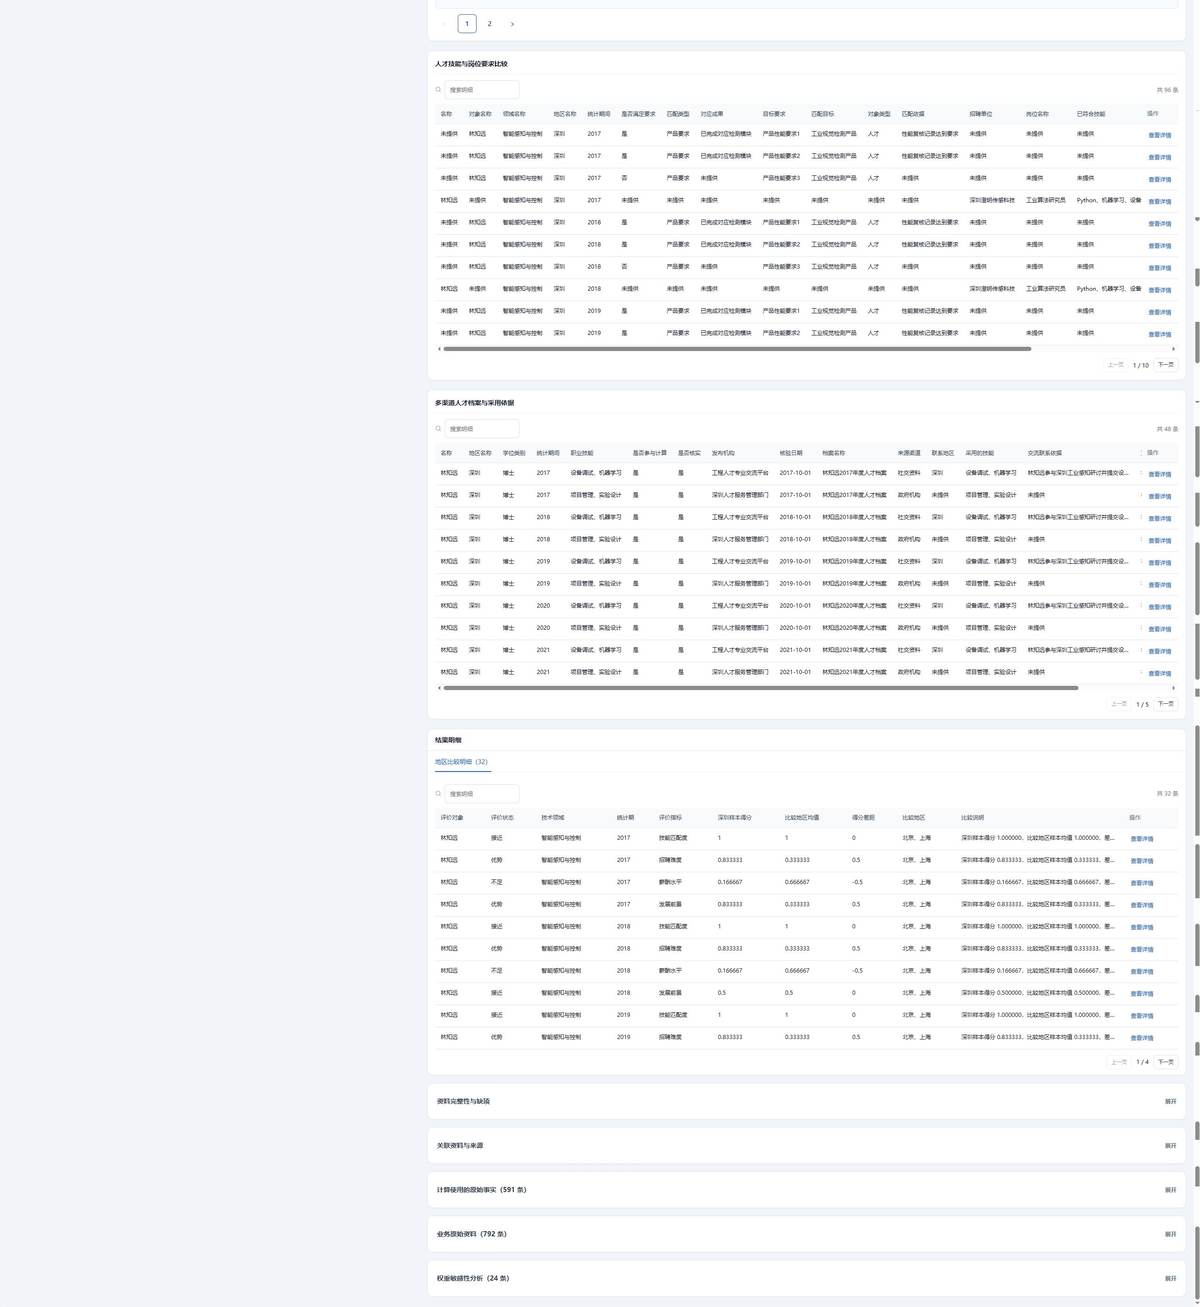 1 2 >
人才技能与岗位要求比较
搜索明细 共 96 条
名称 对象名称 领域名称 地区名称 统计期间 是否满足要求 匹配类型 对应成果 目标要求 匹配目标 对象类型 匹配依据 招聘单位 岗位名称 已符合技能 操作
未提供 林知远 智能感知与控制 深圳 2017 是 产品要求 已完成对应检测模块 产品性能要求1 工业视觉检测产品 人才 性能复核记录达到要求 未提供 未提供 未提供 查看详情
未提供 林知远 智能感知与控制 深圳 2017 是 产品要求 已完成对应检测模块 产品性能要求2 工业视觉检测产品 人才 性能复核记录达到要求 未提供 未提供 未提供 查看详情
未提供 林知远 智能感知与控制 深圳 2017 否 产品要求 未提供 产品性能要求3 工业视觉检测产品 人才 未提供 未提供 未提供 未提供 查看详情
林知远 未提供 智能感知与控制 深圳 2017 未提供 未提供 未提供 未提供 未提供 未提供 未提供 深圳澄明传感科技 工业算法研究员 Python、机器学习、设备 查看详情
未提供 林知远 智能感知与控制 深圳 2018 是 产品要求 已完成对应检测模块 产品性能要求1 工业视觉检测产品 人才 性能复核记录达到要求 未提供 未提供 未提供 查看详情
未提供 林知远 智能感知与控制 深圳 2018 是 产品要求 已完成对应检测模块 产品性能要求2 工业视觉检测产品 人才 性能复核记录达到要求 未提供 未提供 未提供 查看详情
未提供 林知远 智能感知与控制 深圳 2018 否 产品要求 未提供 产品性能要求3 工业视觉检测产品 人才 未提供 未提供 未提供 未提供 查看详情
林知远 未提供 智能感知与控制 深圳 2018 未提供 未提供 未提供 未提供 未提供 未提供 未提供 深圳澄明传感科技 工业算法研究员 Python、机器学习、设备 查看详情
未提供 林知远 智能感知与控制 深圳 2019 是 产品要求 已完成对应检测模块 产品性能要求1 工业视觉检测产品 人才 性能复核记录达到要求 未提供 未提供 未提供 查看详情
未提供 林知远 智能感知与控制 深圳 2019 是 产品要求 已完成对应检测模块 产品性能要求2 工业视觉检测产品 人才 性能复核记录达到要求 未提供 未提供 未提供 查看详情
上一页 1 / 10 下一页
多渠道人才档案与采用依据
搜索明细 共 48 条
名称 地区名称 学位类别 统计期间 职业技能 是否参与计算 是否核实 发布机构 核验日期 档案名称 来源渠道 联系地区 采用的技能 交流联系依据 操作
林知远 深圳 博士 2017 设备调试、机器学习 是 是 工程人才专业交流平台 2017-10-01 林知远2017年度人才档案 社交资料 深圳 设备调试、机器学习 林知远参与深圳工业感知研讨并提交设... 查看详情
林知远 深圳 博士 2017 项目管理、实验设计 是 是 深圳人才服务管理部门 2017-10-01 林知远2017年度人才档案 政府机构 未提供 项目管理、实验设计 未提供 查看详情
林知远 深圳 博士 2018 设备调试、机器学习 是 是 工程人才专业交流平台 2018-10-01 林知远2018年度人才档案 社交资料 深圳 设备调试、机器学习 林知远参与深圳工业感知研讨并提交设... 查看详情
林知远 深圳 博士 2018 项目管理、实验设计 是 是 深圳人才服务管理部门 2018-10-01 林知远2018年度人才档案 政府机构 未提供 项目管理、实验设计 未提供 查看详情
林知远 深圳 博士 2019 设备调试、机器学习 是 是 工程人才专业交流平台 2019-10-01 林知远2019年度人才档案 社交资料 深圳 设备调试、机器学习 林知远参与深圳工业感知研讨并提交设... 查看详情
林知远 深圳 博士 2019 项目管理、实验设计 是 是 深圳人才服务管理部门 2019-10-01 林知远2019年度人才档案 政府机构 未提供 项目管理、实验设计 未提供 查看详情
林知远 深圳 博士 2020 设备调试、机器学习 是 是 工程人才专业交流平台 2020-10-01 林知远2020年度人才档案 社交资料 深圳 设备调试、机器学习 林知远参与深圳工业感知研讨并提交设... 查看详情
林知远 深圳 博士 2020 项目管理、实验设计 是 是 深圳人才服务管理部门 2020-10-01 林知远2020年度人才档案 政府机构 未提供 项目管理、实验设计 未提供 查看详情
林知远 深圳 博士 2021 设备调试、机器学习 是 是 工程人才专业交流平台 2021-10-01 林知远2021年度人才档案 社交资料 深圳 设备调试、机器学习 林知远参与深圳工业感知研讨并提交设... 查看详情
林知远 深圳 博士 2021 项目管理、实验设计 是 是 深圳人才服务管理部门 2021-10-01 林知远2021年度人才档案 政府机构 未提供 项目管理、实验设计 未提供 查看详情
上一页 1 / 5 下一页
结果明细
地区比较明细（32）
搜索明细 共 32 条
评价对象 评价状态 技术领域 统计期 评价指标 深圳样本得分 比较地区均值 得分差距 比较地区 比较说明 操作
林知远 接近 智能感知与控制 2017 技能匹配度 1 1 0 北京、上海 深圳样本得分 1.000000，比较地区样本均值 1.000000，差... 查看详情
林知远 优势 智能感知与控制 2017 招聘难度 0.833333 0.333333 0.5 北京、上海 深圳样本得分 0.833333，比较地区样本均值 0.333333，差... 查看详情
林知远 不足 智能感知与控制 2017 薪酬水平 0.166667 0.666667 -0.5 北京、上海 深圳样本得分 0.166667，比较地区样本均值 0.666667，差... 查看详情
林知远 优势 智能感知与控制 2017 发展前景 0.833333 0.333333 0.5 北京、上海 深圳样本得分 0.833333，比较地区样本均值 0.333333，差... 查看详情
林知远 接近 智能感知与控制 2018 技能匹配度 1 1 0 北京、上海 深圳样本得分 1.000000，比较地区样本均值 1.000000，差... 查看详情
林知远 优势 智能感知与控制 2018 招聘难度 0.833333 0.333333 0.5 北京、上海 深圳样本得分 0.833333，比较地区样本均值 0.333333，差... 查看详情
林知远 不足 智能感知与控制 2018 薪酬水平 0.166667 0.666667 -0.5 北京、上海 深圳样本得分 0.166667，比较地区样本均值 0.666667，差... 查看详情
林知远 接近 智能感知与控制 2018 发展前景 0.5 0.5 0 北京、上海 深圳样本得分 0.500000，比较地区样本均值 0.500000，差... 查看详情
林知远 接近 智能感知与控制 2019 技能匹配度 1 1 0 北京、上海 深圳样本得分 1.000000，比较地区样本均值 1.000000，差... 查看详情
林知远 优势 智能感知与控制 2019 招聘难度 0.833333 0.333333 0.5 北京、上海 深圳样本得分 0.833333，比较地区样本均值 0.333333，差... 查看详情
上一页 1 / 4 下一页
资料完整性与缺项 展开
关联资料与来源 展开
计算使用的原始事实（591 条） 展开
业务原始资料（792 条） 展开
权重敏感性分析（24 条） 展开